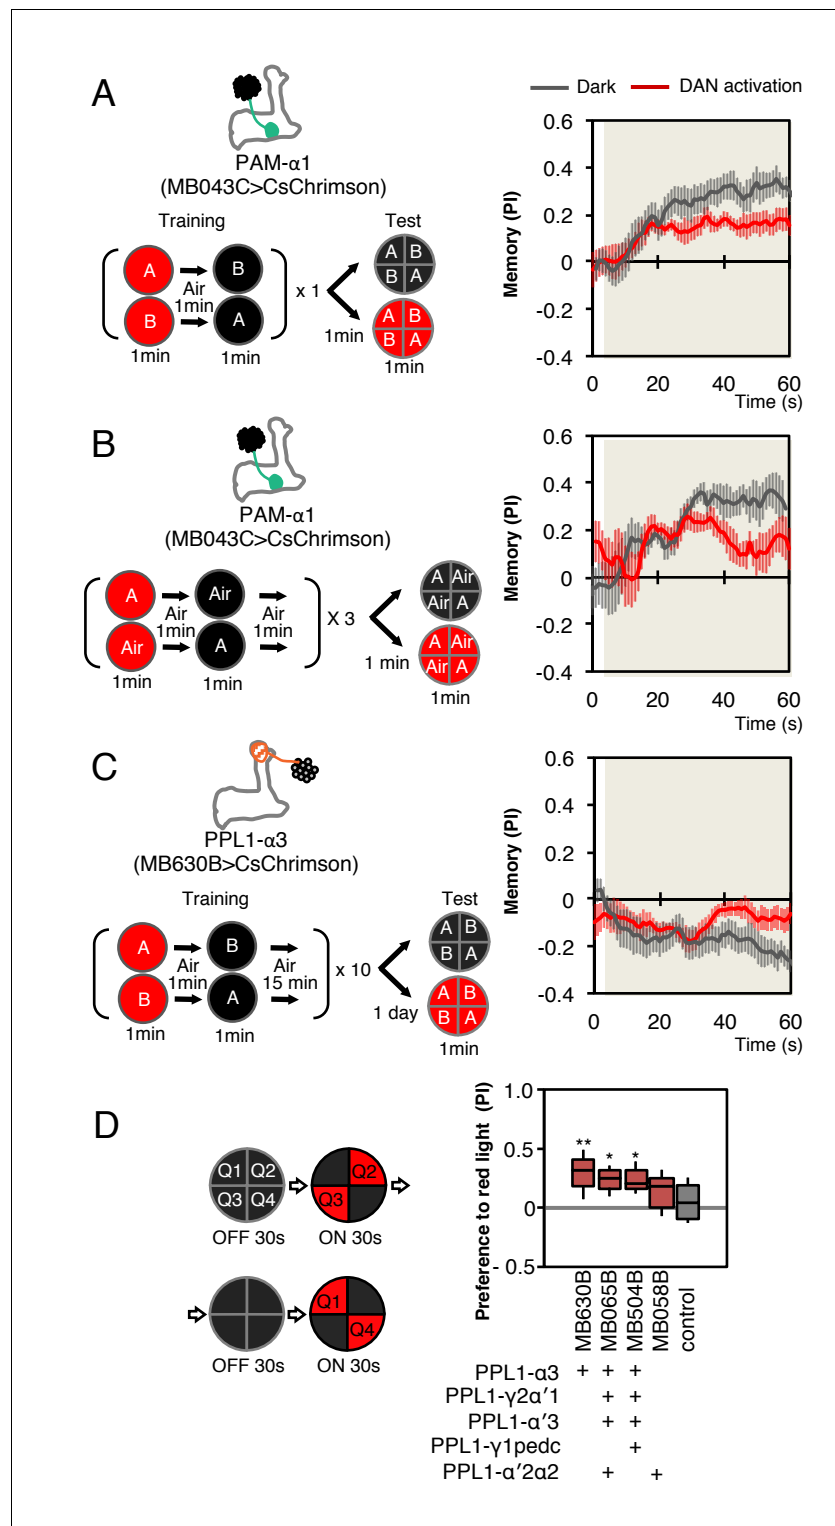 A
Dark
DAN activation
PAM-α1
(MB043C>CsChrimson)
Training
Test
A
B
Air
1min
B
A
1min
1min
x 1
1min
A B
B A
A B
B A
1min
Memory (PI)
0.6
0.4
0.2
0
-0.2
-0.4
0
20
40
60
Time (s)
B
PAM-α1
(MB043C>CsChrimson)
A
Air
Air
1min
Air
1min
Air
A
1min
1min
X 3
1 min
A Air
Air A
A Air
Air A
1min
Memory (PI)
0.6
0.4
0.2
0
-0.2
-0.4
0
20
40
60
Time (s)
C
PPL1-α3
(MB630B>CsChrimson)
Training
Test
A
B
Air
1min
Air
15 min
B
A
1min
1min
x 10
1 day
A B
B A
A B
B A
1min
Memory (PI)
0.6
0.4
0.2
0
-0.2
-0.4
0
20
40
60
Time (s)
D
Q1 Q2
Q3 Q4
OFF 30s
Q2
Q3
ON 30s
OFF 30s
Q1
Q4
ON 30s
Preference to red light (PI)
1.0
0.5
0
- 0.5
**
*
*
MB630B
MB065B
MB504B
MB058B
control
PPL1-α3 + + +
PPL1-γ2α′1 + +
PPL1-α′3 + +
PPL1-γ1pedc +
PPL1-α′2α2 + +